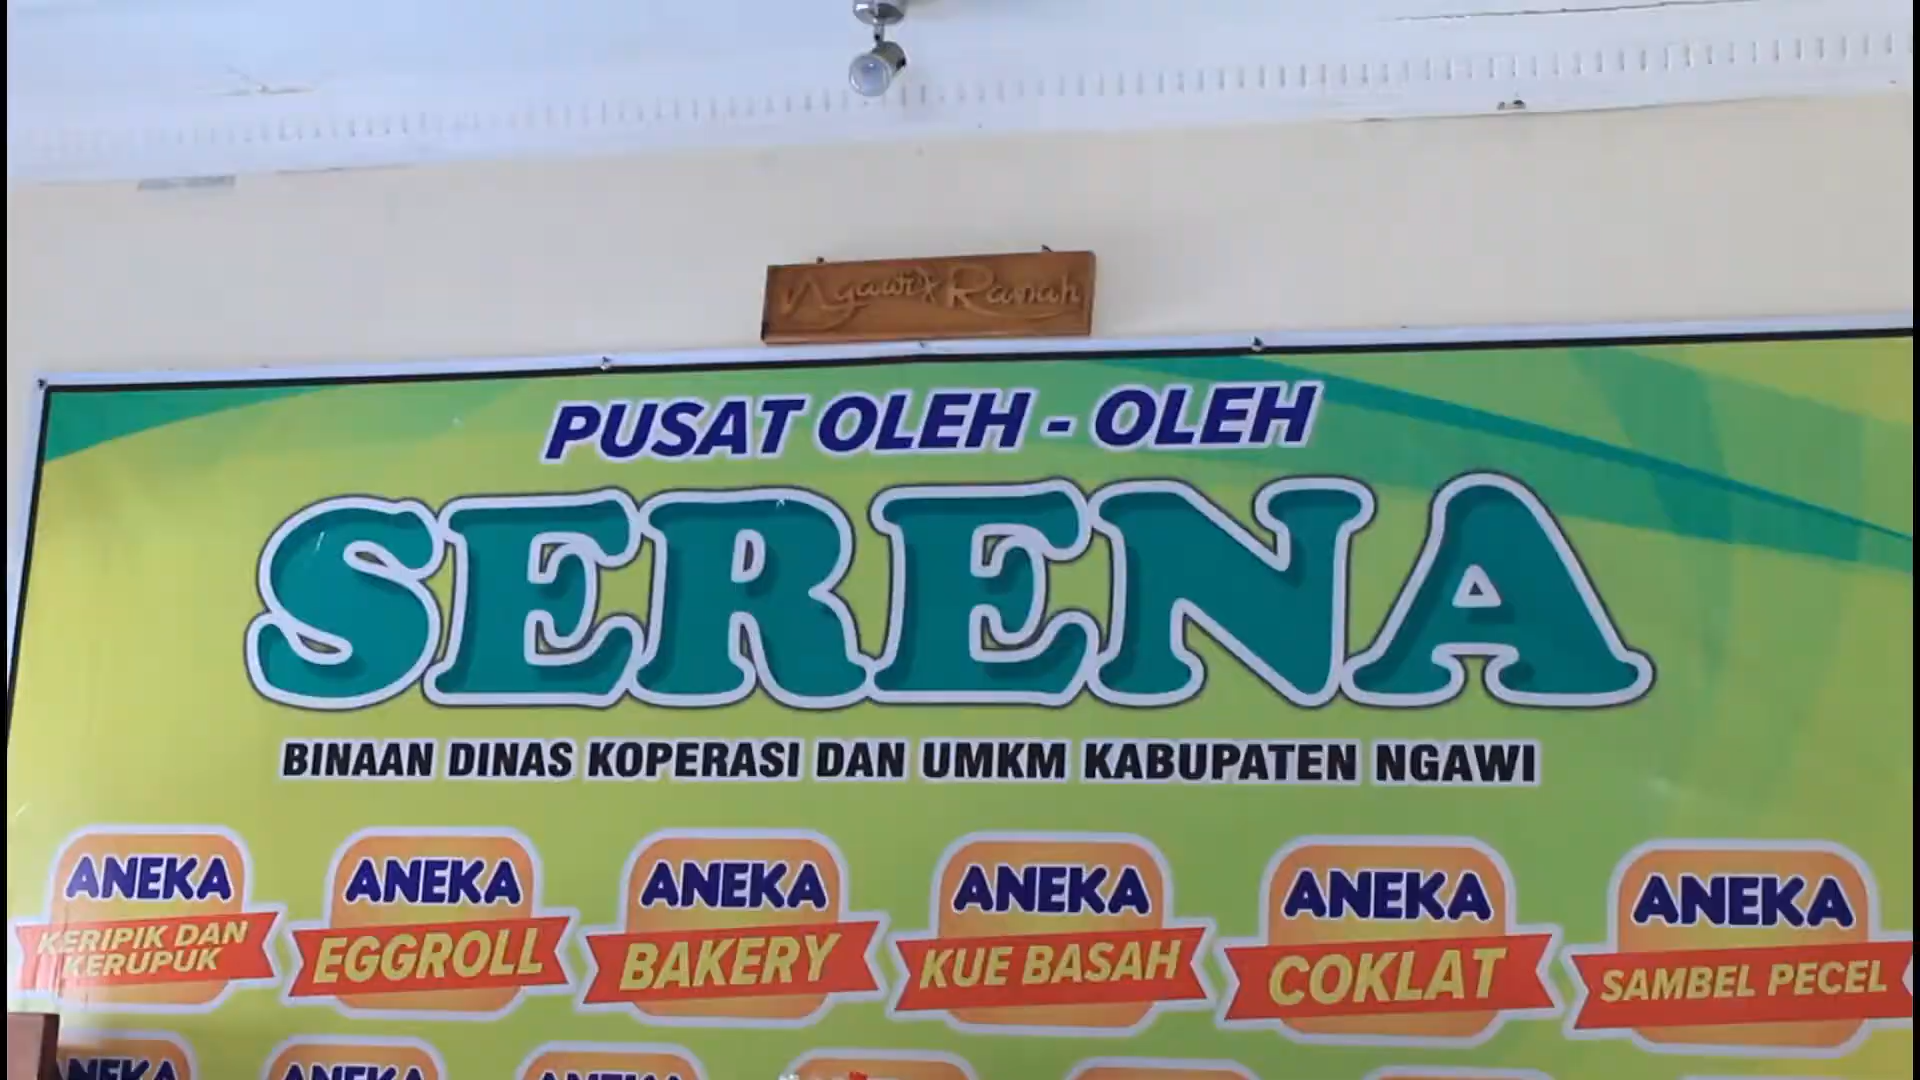 Ngawi Ramah
PUSAT OLEH - OLEH
SERENA
BINAAN DINAS KOPERASI DAN UMKM KABUPATEN NGAWI
ANEKA
KERIPIK DAN
KERUPUK
ANEKA
EGGROLL
ANEKA
BAKERY
ANEKA
KUE BASAH
ANEKA
COKLAT
ANEKA
SAMBEL PECEL
ANEKA
ANEKA
ANEKA